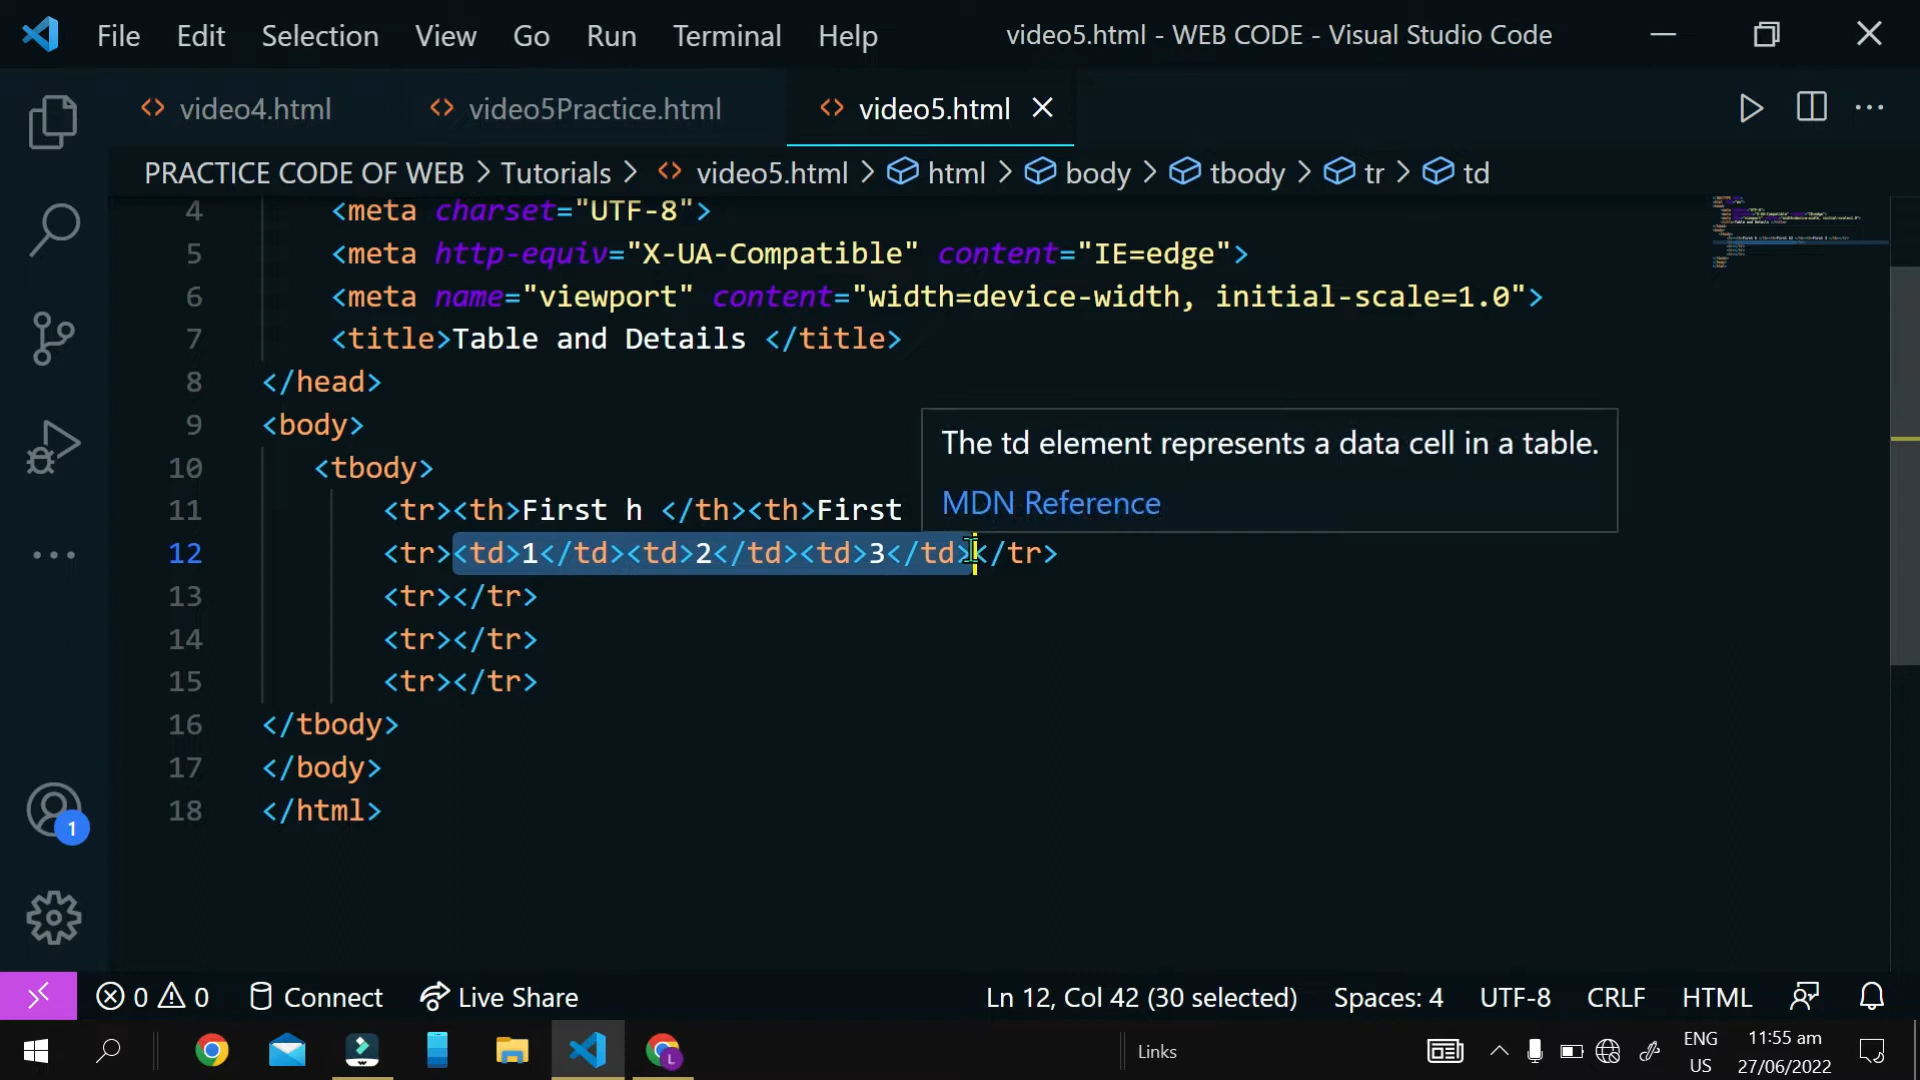 File Edit Selection View Go Run Terminal Help video5.html - WEB CODE - Visual Studio Code
video4.html video5Practice.html video5.html
PRACTICE CODE OF WEB > Tutorials > video5.html > html > body > tbody > tr > td
4 <meta charset="UTF-8">
5 <meta http-equiv="X-UA-Compatible" content="IE=edge">
6 <meta name="viewport" content="width=device-width, initial-scale=1.0">
7 <title>Table and Details </title>
8 </head>
9 <body>
The td element represents a data cell in a table.
MDN Reference
10 <tbody>
11 <tr><th>First h </th><th>First
12 <tr><td>1</td><td>2</td><td>3</td></tr>
13 <tr></tr>
14 <tr></tr>
15 <tr></tr>
16 </tbody>
17 </body>
18 </html>
1
0 0 Connect Live Share Ln 12, Col 42 (30 selected) Spaces: 4 UTF-8 CRLF HTML
L Links ENG US 11:55 am 27/06/2022